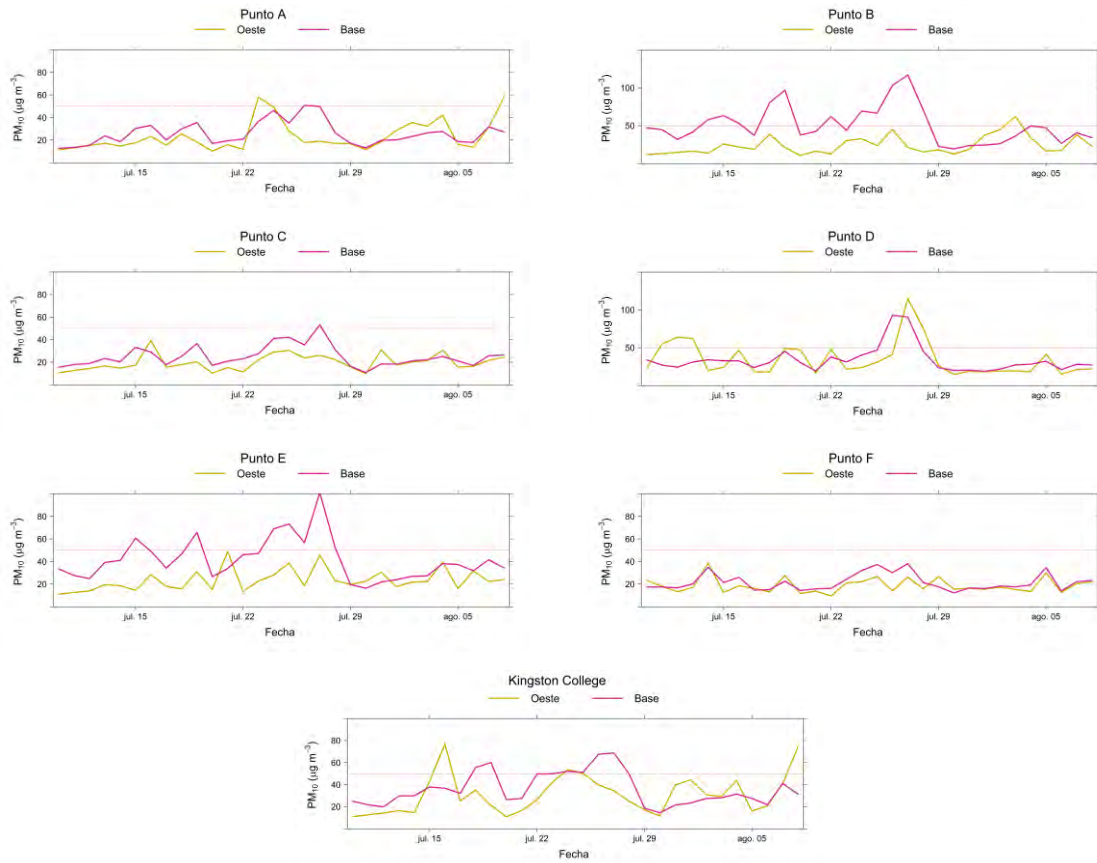 Punto A
Oeste Base
PM10 (µg m−3)
80
60
40
20
jul. 15 jul. 22 jul. 29 ago. 05
Fecha
Punto B
Oeste Base
PM10 (µg m−3)
100
50
jul. 15 jul. 22 jul. 29 ago. 05
Fecha
Punto C
Oeste Base
PM10 (µg m−3)
80
60
40
20
jul. 15 jul. 22 jul. 29 ago. 05
Fecha
Punto D
Oeste Base
PM10 (µg m−3)
100
50
jul. 15 jul. 22 jul. 29 ago. 05
Fecha
Punto E
Oeste Base
PM10 (µg m−3)
80
60
40
20
jul. 15 jul. 22 jul. 29 ago. 05
Fecha
Punto F
Oeste Base
PM10 (µg m−3)
80
60
40
20
jul. 15 jul. 22 jul. 29 ago. 05
Fecha
Kingston College
Oeste Base
PM10 (µg m−3)
80
60
40
20
jul. 15 jul. 22 jul. 29 ago. 05
Fecha